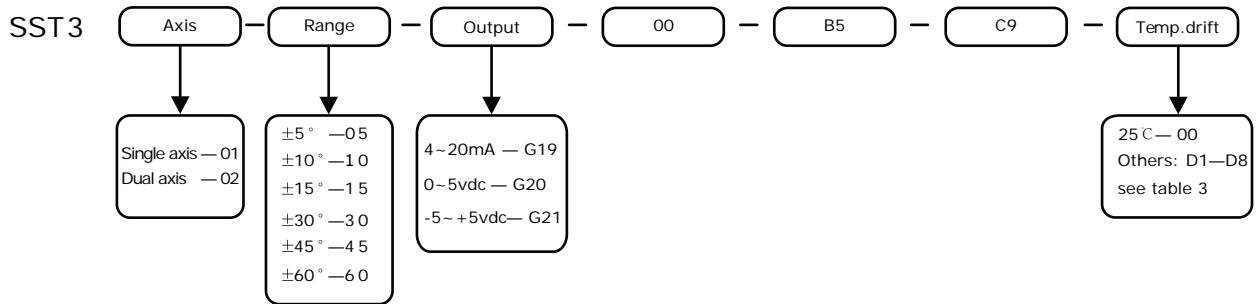 SST3 Axis — Range — Output — 00 — B5 — C9 — Temp.drift
Single axis — 01
Dual axis — 02
±5° —05
±10° —10
±15° —15
±30° —30
±45° —45
±60° —60
4~20mA — G19
0~5vdc — G20
-5~+5vdc— G21
25℃— 00
Others: D1—D8
see table 3